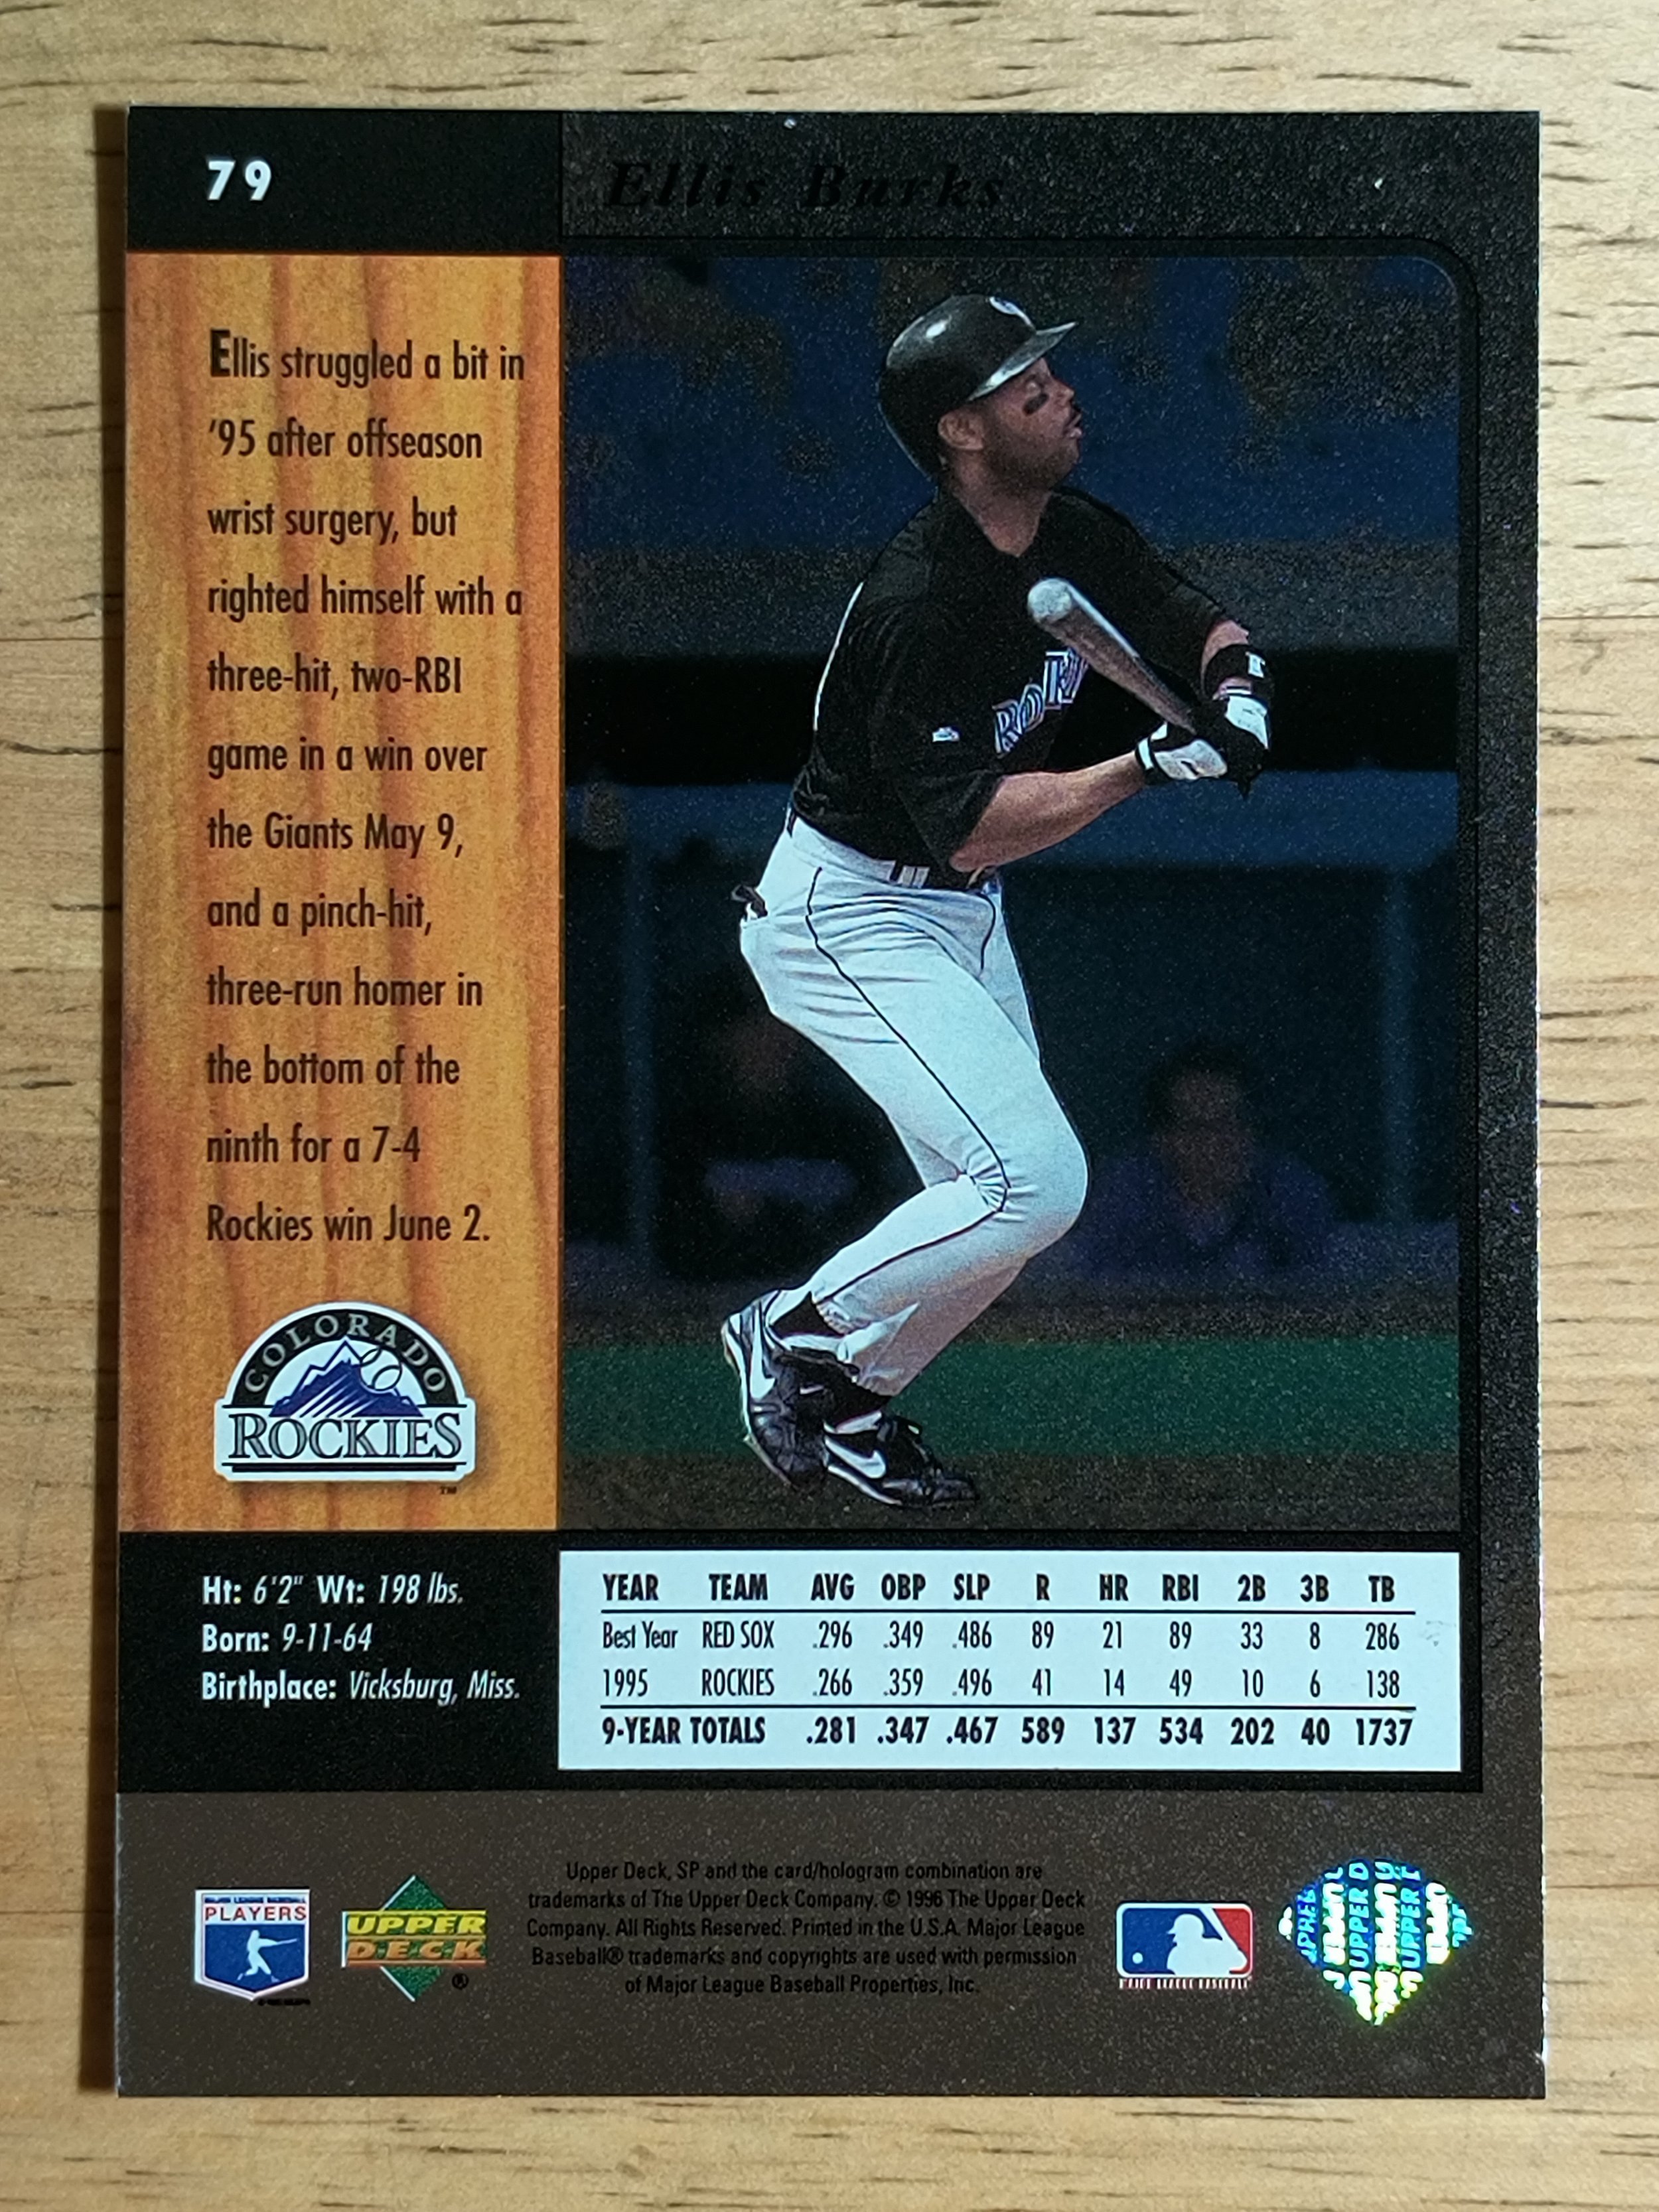 79
Ellis Burks
Ellis struggled a bit in
'95 after offseason
wrist surgery, but
righted himself with a
three-hit, two-RBI
game in a win over
the Giants May 9,
and a pinch-hit,
three-run homer in
the bottom of the
ninth for a 7-4
Rockies win June 2.
COLORADO
ROCKIES
TM
Ht: 6'2" Wt: 198 lbs.
Born: 9-11-64
Birthplace: Vicksburg, Miss.
YEAR TEAM AVG OBP SLP R HR RBI 2B 3B TB
Best Year RED SOX .296 .349 .486 89 21 89 33 8 286
1995 ROCKIES .266 .359 .496 41 14 49 10 6 138
9-YEAR TOTALS .281 .347 .467 589 137 534 202 40 1737
MAJOR LEAGUE BASEBALL
PLAYERS
UPPER
DECK
®
Upper Deck, SP and the card/hologram combination are
trademarks of The Upper Deck Company. © 1996 The Upper Deck
Company. All Rights Reserved. Printed in the U.S.A. Major League
Baseball® trademarks and copyrights are used with permission
of Major League Baseball Properties, Inc.
MAJOR LEAGUE BASEBALL
UPPER D